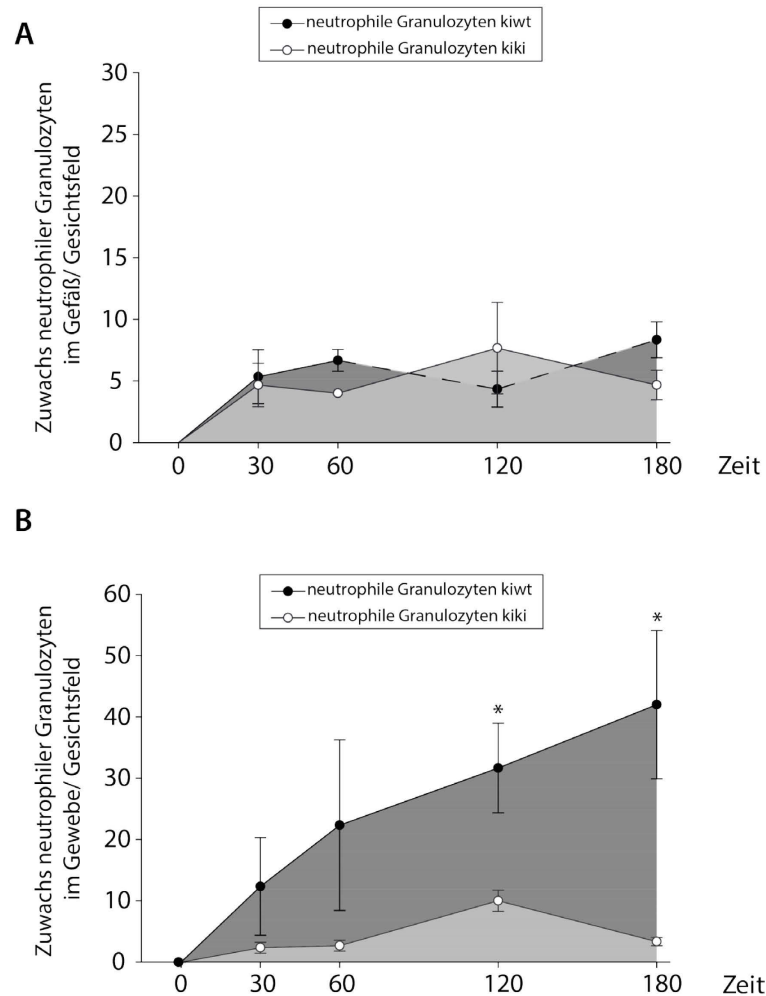 A
neutrophile Granulozyten kiwt
neutrophile Granulozyten kiki
Zuwachs neutrophiler Granulozyten
im Gefäß/ Gesichtsfeld
30
25
20
15
10
5
0
0 30 60 120 180 Zeit
B
neutrophile Granulozyten kiwt
neutrophile Granulozyten kiki
Zuwachs neutrophiler Granulozyten
im Gewebe/ Gesichtsfeld
60
50
40
30
20
10
0
*
*
0 30 60 120 180 Zeit